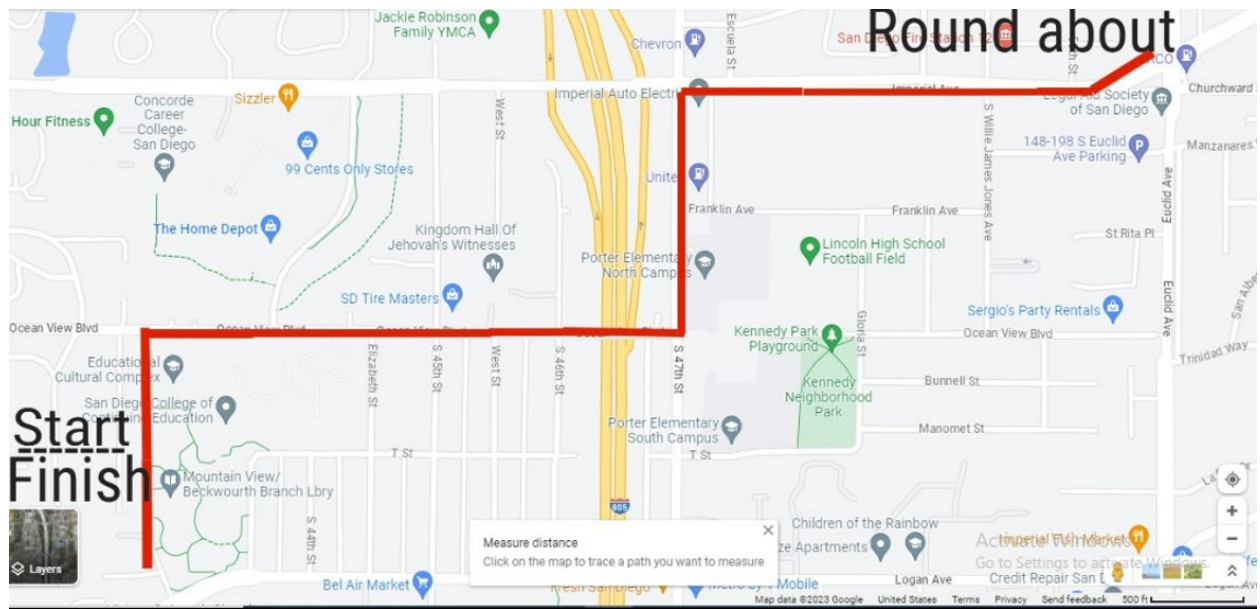 Jackie Robinson
Family YMCA
Chevron
Escuela St
San Diego Fire Station 12
Round about
Concorde
Career
College-
San Diego
Sizzler
Hour Fitness
99 Cents Only Stores
West St
Imperial Auto Electri
Imperial Ave
Legal Aid Society
of San Diego
Churchward
148-198 S Euclid
Ave Parking
Manzanares
S Willie James Jones Ave
Euclid Ave
Unite
Franklin Ave
Franklin Ave
The Home Depot
Kingdom Hall Of
Jehovah's Witnesses
Porter Elementary
North Campus
Lincoln High School
Football Field
St Rita Pl
SD Tire Masters
Sergio's Party Rentals
Euclid Ave
Ocean View Blvd
Ocean View Blvd
Kennedy Park
Playground
Gloria St
Ocean View Blvd
Trinidad Way
Educational
Cultural Complex
Elizabeth St
S 45th St
West St
S 46th St
S 47th St
Kennedy
Neighborhood
Park
Bunnell St
San Diego College of
Continuing Education
Start
Finish
Porter Elementary
South Campus
Manomet St
T St
T St
Mountain View/
Beckwourth Branch Lbry
S 44th St
805
Measure distance
Click on the map to trace a path you want to measure
Children of the Rainbow
ze Apartments
Imperial Fish Market
Activate Windows
Go to Settings to activate Windows.
Layers
Bel Air Market
Fresh San Diego
Metro by T Mobile
Logan Ave
Credit Repair San D
Map data ©2023 Google United States Terms Privacy Send feedback 500 ft